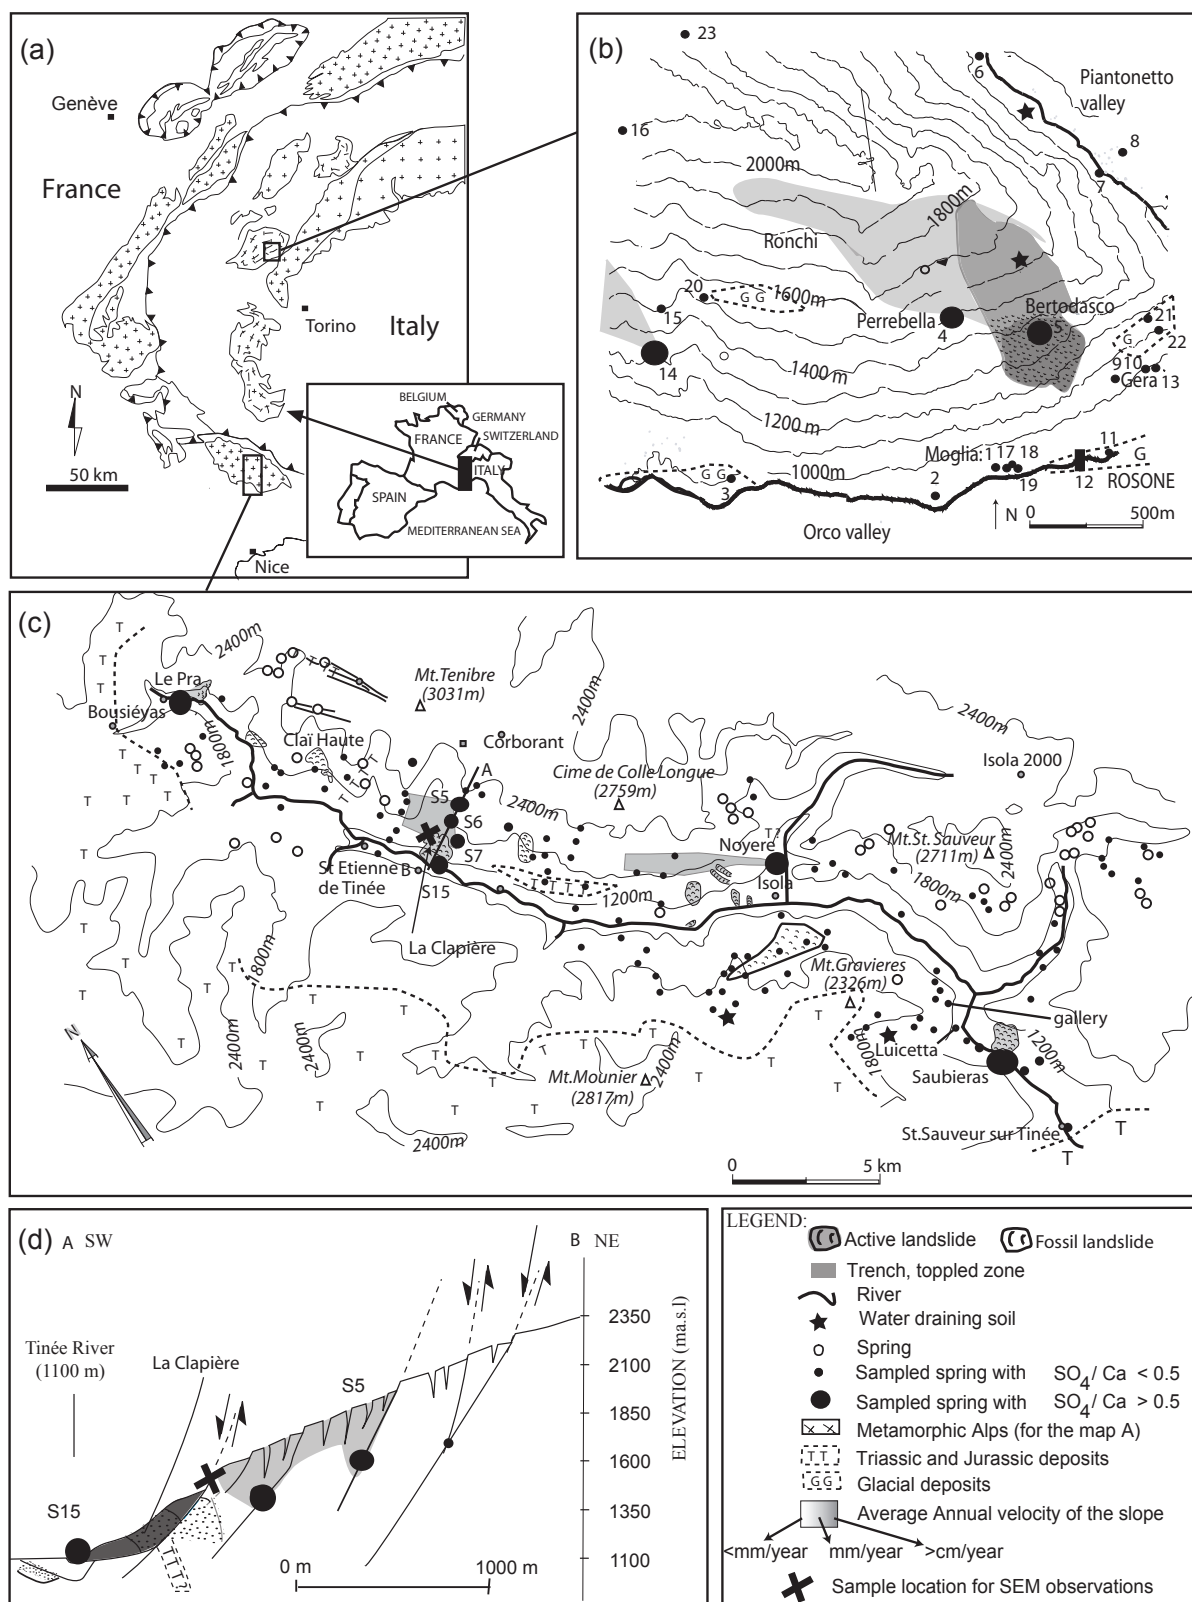 (a)
Genève
France
Torino
Italy
N
50 km
Nice
BELGIUM
GERMANY
FRANCE
SWITZERLAND
ITALY
SPAIN
MEDITERRANEAN SEA
(b)
23
6
Piantonetto
valley
16
8
7
2000m
1800m
Ronchi
20
G G
1600m
15
Perrebella
4
Bertodasco
S
21
G
22
14
1400 m
9
10
13
Gera
1200 m
Moglia
1
17
18
11
G
G G
1000m
3
2
19
12
ROSONE
N
0
500m
Orco valley
(c)
T
2400m
T
T
T
T T T
Le Pra
Mt.Tenibre
(3031m)
2400m
2400m
Bousiéyas
1800m
Claï Haute
Corborant
A
Isola 2000
Cime de Colle Longue
(2759m)
S5
2400m
S6
T?
Noyere
Mt.St. Sauveur
(2711m)
2400m
S7
St Etienne
de Tinée
B
S15
T T T T
1200m
Isola
1800m
La Clapière
1800m
T
Mt.Gravieres
(2326m)
gallery
N
2400m
2400m
1800m
Luicetta
1200m
Mt.Mounier
(2817m)
2400m
Saubieras
2400m
St.Sauveur sur Tinée
T
T
0
5 km
(d)
A SW
B NE
2350
Tinée River
(1100 m)
La Clapière
2100
S5
1850
ELEVATION (ma.s.l)
1600
S15
1350
T T T ?
0 m
1000 m
1100
LEGEND:
Active landslide
Fossil landslide
Trench, toppled zone
River
Water draining soil
Spring
Sampled spring with SO4/ Ca < 0.5
Sampled spring with SO4/ Ca > 0.5
Metamorphic Alps (for the map A)
T T
Triassic and Jurassic deposits
G G
Glacial deposits
Average Annual velocity of the slope
<mm/year
mm/year
>cm/year
Sample location for SEM observations